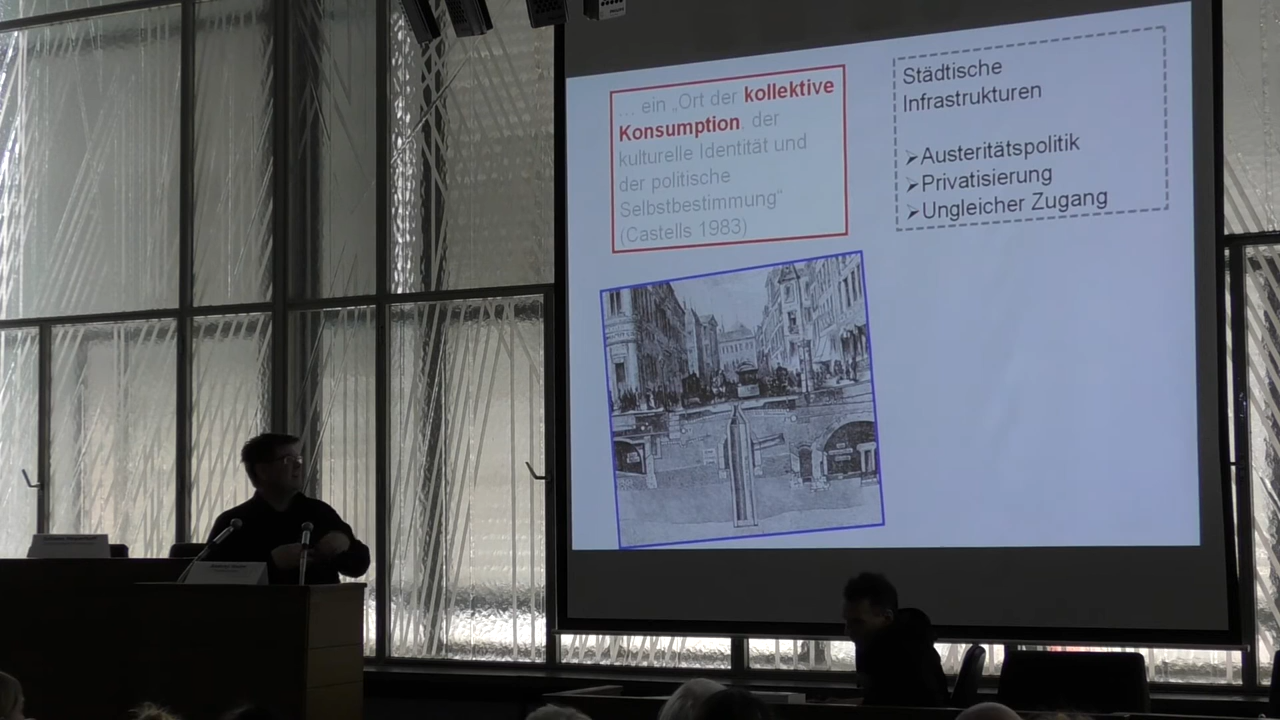 … ein „Ort der kollektive
Konsumption, der
kulturelle Identität und
der politische
Selbstbestimmung“
(Castells 1983)
Städtische
Infrastrukturen
Austeritätspolitik
Privatisierung
Ungleicher Zugang